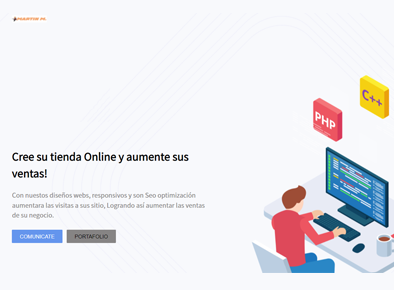 Cree su tienda Online y aumente sus
ventas!
Con nuestos diseños webs, responsivos y son Seo optimización
aumentara las visitas a sus sitio, Logrando así aumentar las ventas
de su negocio.
COMUNICATE PORTAFOLIO
PHP
C++